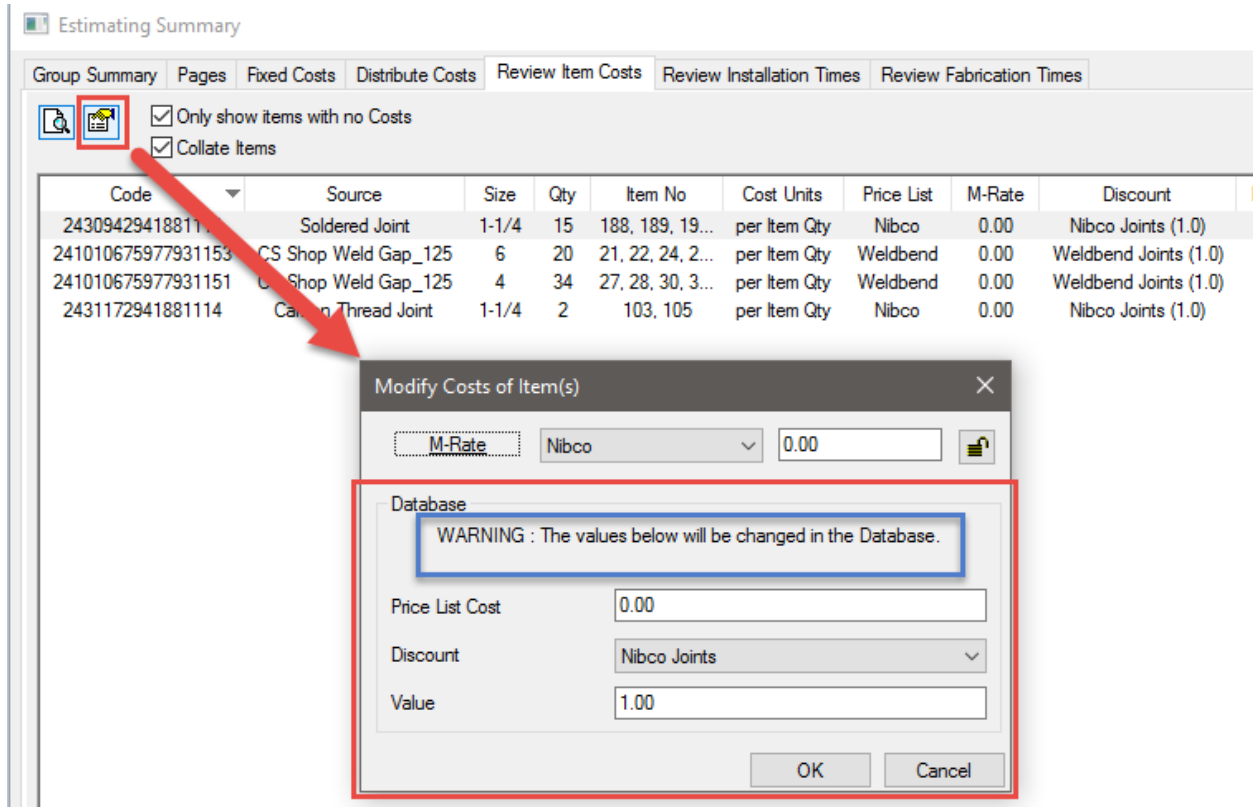 Estimating Summary
Group Summary Pages Fixed Costs Distribute Costs Review Item Costs Review Installation Times Review Fabrication Times
Only show items with no Costs
Collate Items
Code Source Size Qty Item No Cost Units Price List M-Rate Discount
Soldered Joint 1-1/4 15 188, 189, 19... per Item Qty Nibco 0.00 Nibco Joints (1.0)
241010675977931153 CS Shop Weld Gap_125 6 20 21, 22, 24, 2... per Item Qty Weldbend 0.00 Weldbend Joints (1.0)
241010675977931151 Shop Weld Gap_125 4 34 27, 28, 30, 3... per Item Qty Weldbend 0.00 Weldbend Joints (1.0)
2431172941881114 Thread Joint 1-1/4 2 103, 105 per Item Qty Nibco 0.00 Nibco Joints (1.0)
Modify Costs of Item(s)
M-Rate Nibco 0.00
Database
WARNING : The values below will be changed in the Database.
Price List Cost 0.00
Discount Nibco Joints
Value 1.00
OK Cancel